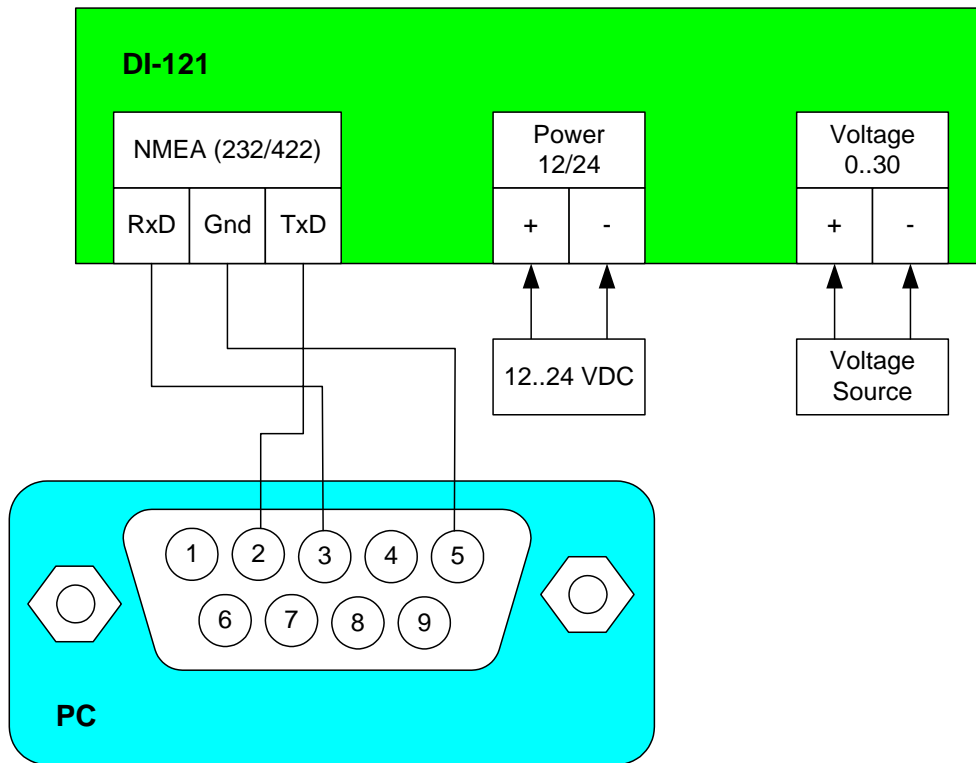 DI-121
NMEA (232/422)
RxD Gnd TxD
Power
12/24
+ -
Voltage
0..30
+ -
12..24 VDC
Voltage
Source
1 2 3 4 5
6 7 8 9
PC